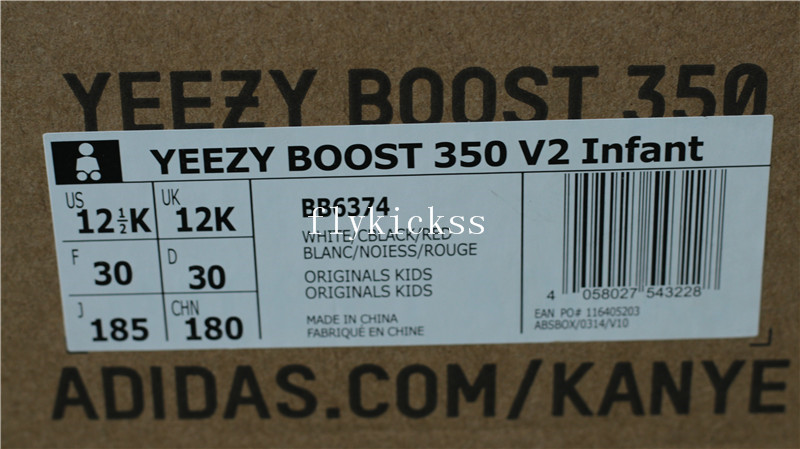 YEEZY BOOST 350
YEEZY BOOST 350 V2 Infant
US 12½K
UK 12K
F 30
D 30
J 185
CHN 180
BB6374
flykickss
WHITE/CBLACK/RED
BLANC/NOIESS/ROUGE
ORIGINALS KIDS
ORIGINALS KIDS
MADE IN CHINA
FABRIQUÉ EN CHINE
4 058027 543228
EAN PO# 116405203
ABSBOX/0314/V10
ADIDAS.COM/KANYE